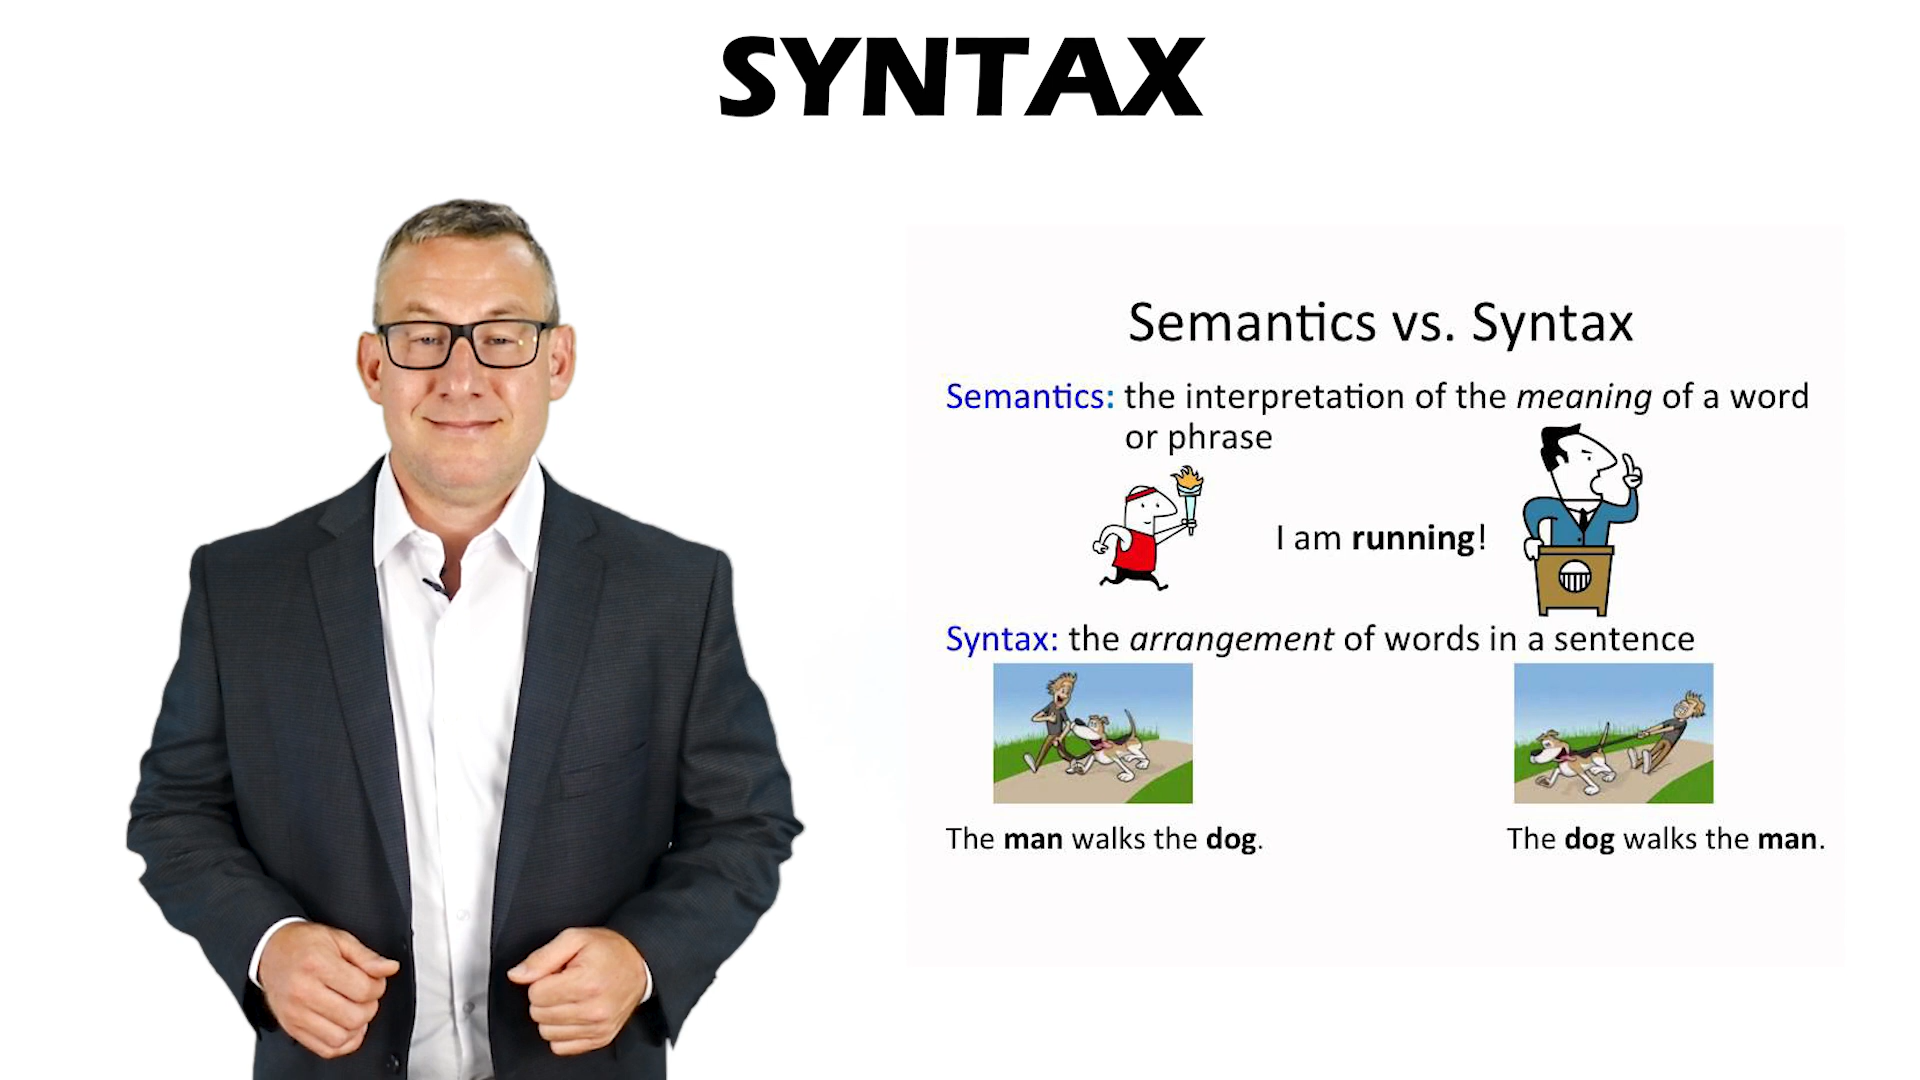 SYNTAX
Semantics vs. Syntax
Semantics: the interpretation of the meaning of a word
or phrase
I am running!
Syntax: the arrangement of words in a sentence
The man walks the dog.
The dog walks the man.